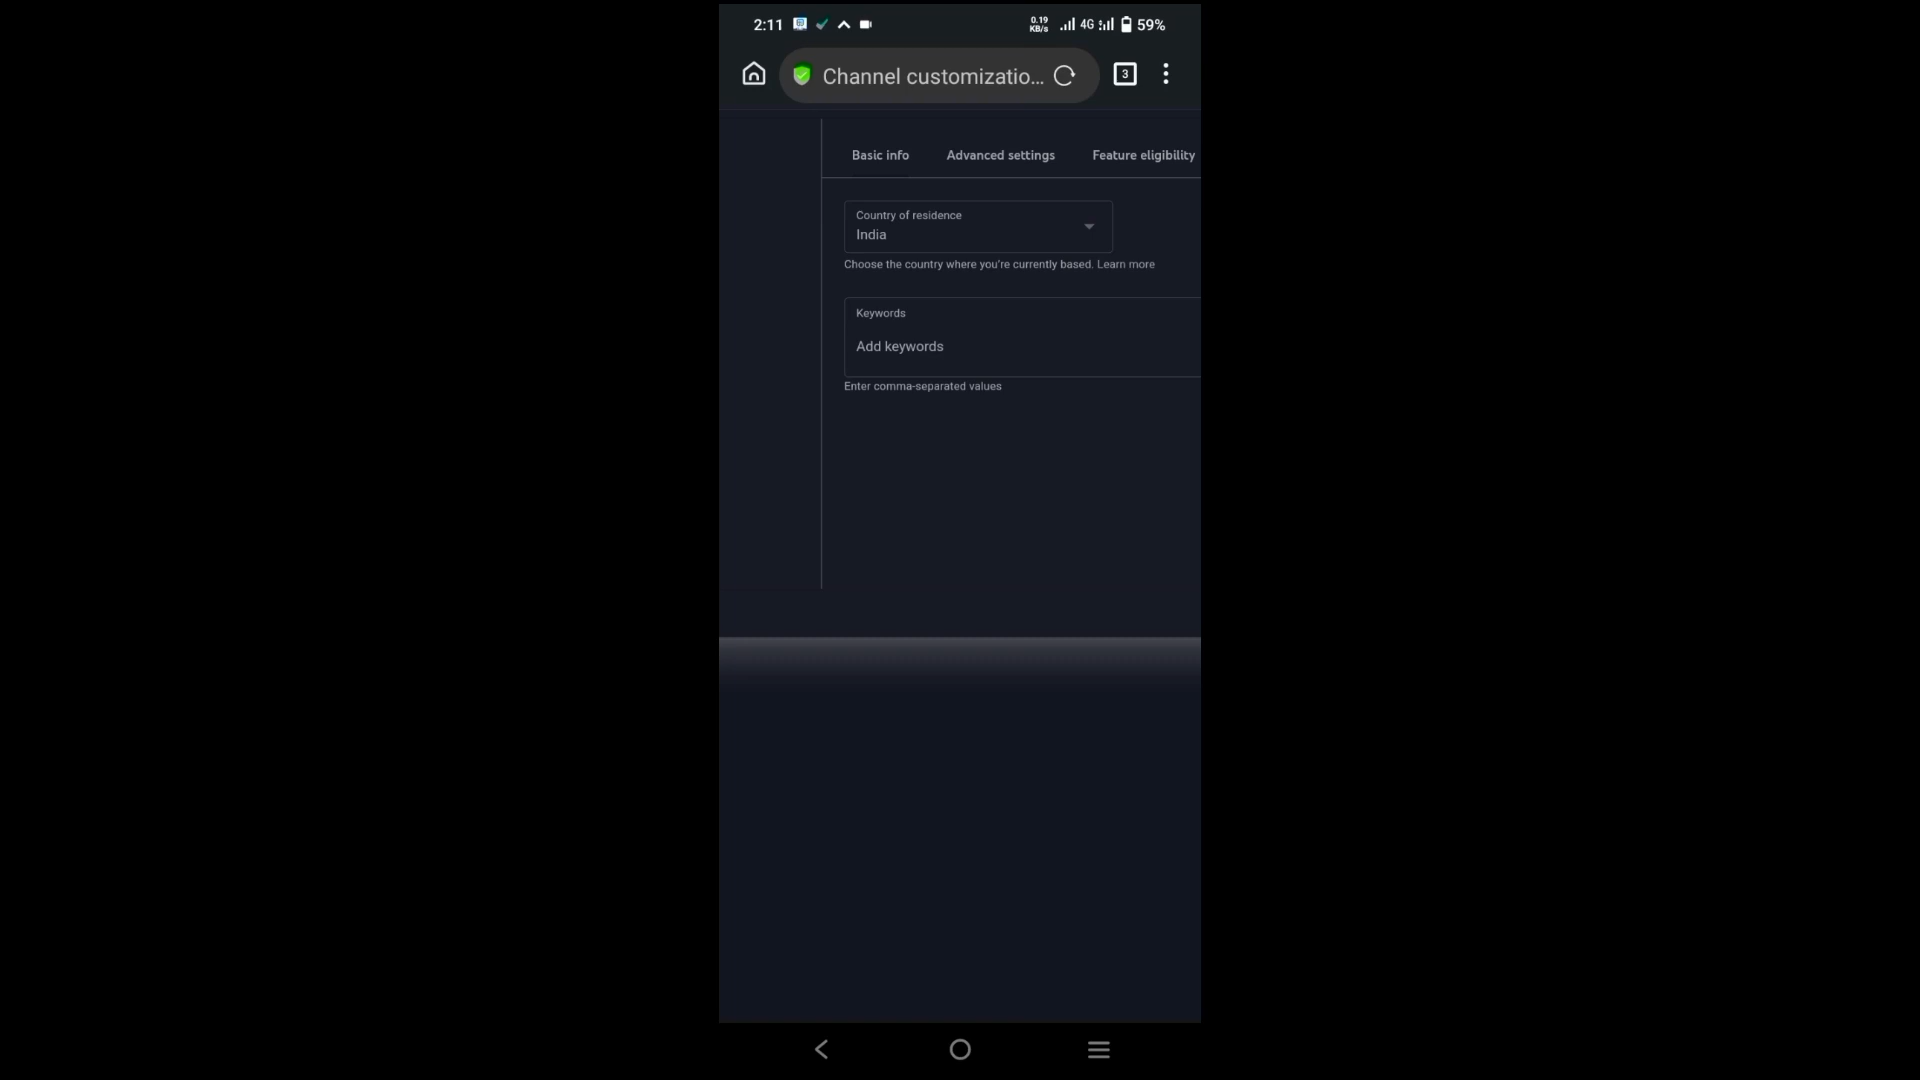 2:11
0.19
KB/s
4G
59%
Channel customizatio...
3
Basic info
Advanced settings
Feature eligibility
Country of residence
India
Choose the country where you're currently based. Learn more
Keywords
Add keywords
Enter comma-separated values